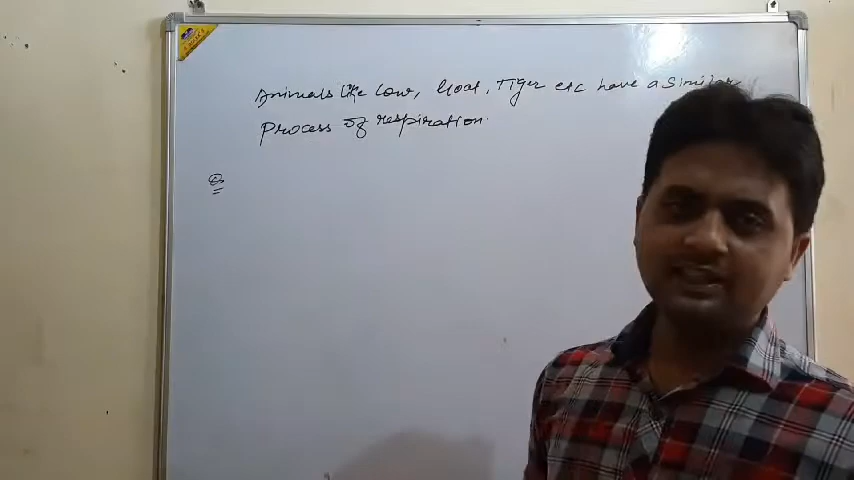 Animals like Cow, Goat, Tiger etc have a Similar
Process of respiration.
Q